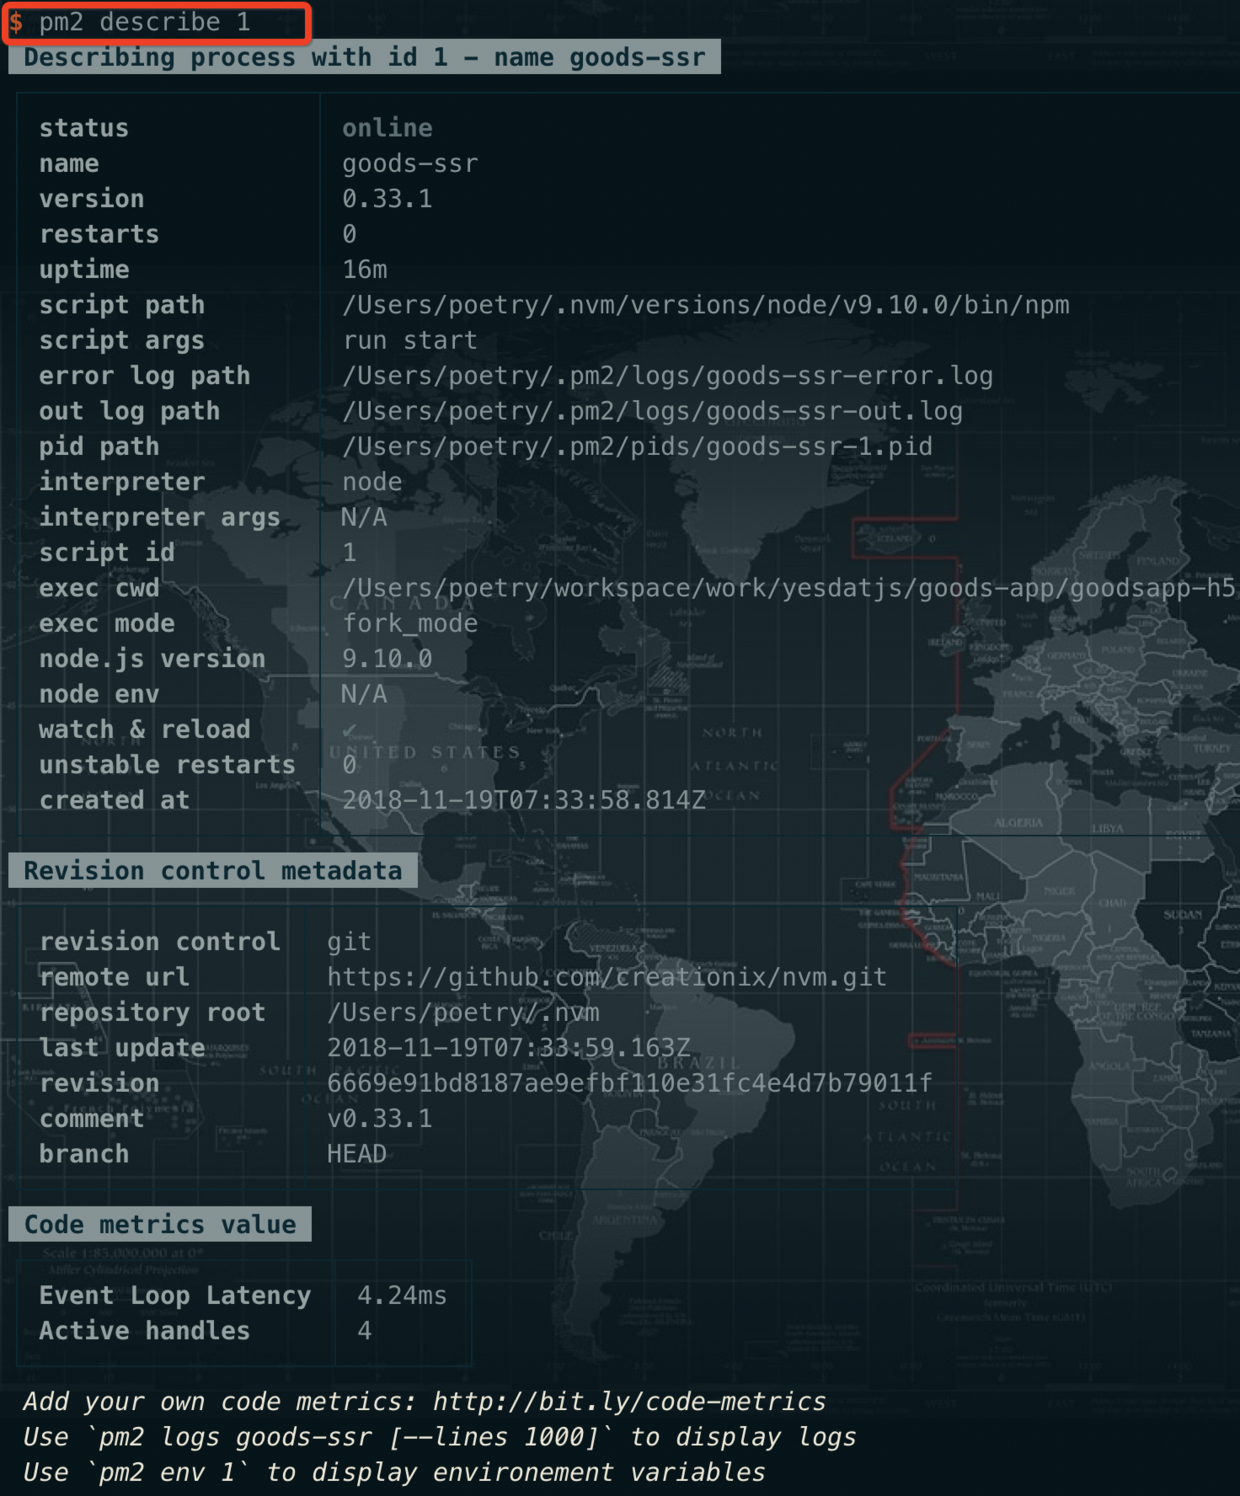 $ pm2 describe 1
Describing process with id 1 - name goods-ssr
status online
name goods-ssr
version 0.33.1
restarts 0
uptime 16m
script path /Users/poetry/.nvm/versions/node/v9.10.0/bin/npm
script args run start
error log path /Users/poetry/.pm2/logs/goods-ssr-error.log
out log path /Users/poetry/.pm2/logs/goods-ssr-out.log
pid path /Users/poetry/.pm2/pids/goods-ssr-1.pid
interpreter node
interpreter args N/A
script id 1
exec cwd /Users/poetry/workspace/work/yesdatjs/goods-app/goodsapp-h5
exec mode fork_mode
node.js version 9.10.0
node env N/A
watch & reload ✓
unstable restarts 0
created at 2018-11-19T07:33:58.814Z
Revision control metadata
revision control git
remote url https://github.com/creationix/nvm.git
repository root /Users/poetry/.nvm
last update 2018-11-19T07:33:59.163Z
revision 6669e91bd8187ae9efbf110e31fc4e4d7b79011f
comment v0.33.1
branch HEAD
Code metrics value
Event Loop Latency 4.24ms
Active handles 4
Add your own code metrics: http://bit.ly/code-metrics
Use `pm2 logs goods-ssr [--lines 1000]` to display logs
Use `pm2 env 1` to display environement variables